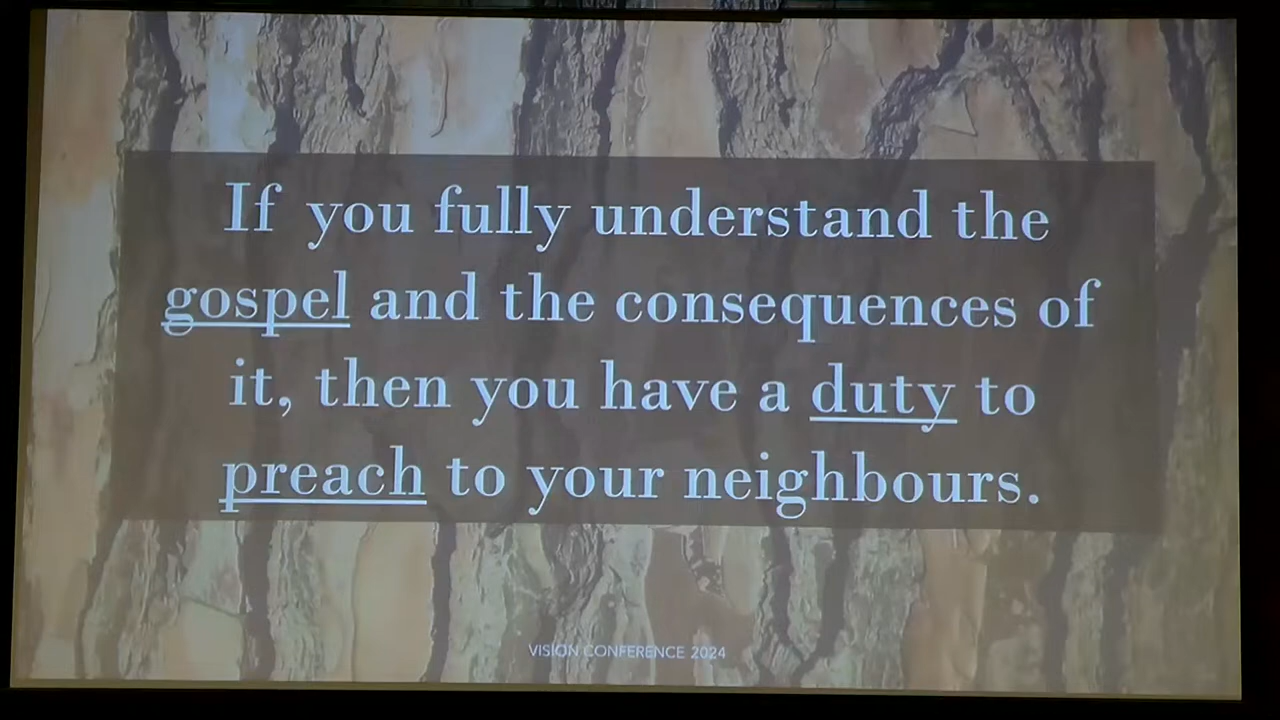 If you fully understand the
gospel and the consequences of
it, then you have a duty to
preach to your neighbours.
VISION CONFERENCE 2024